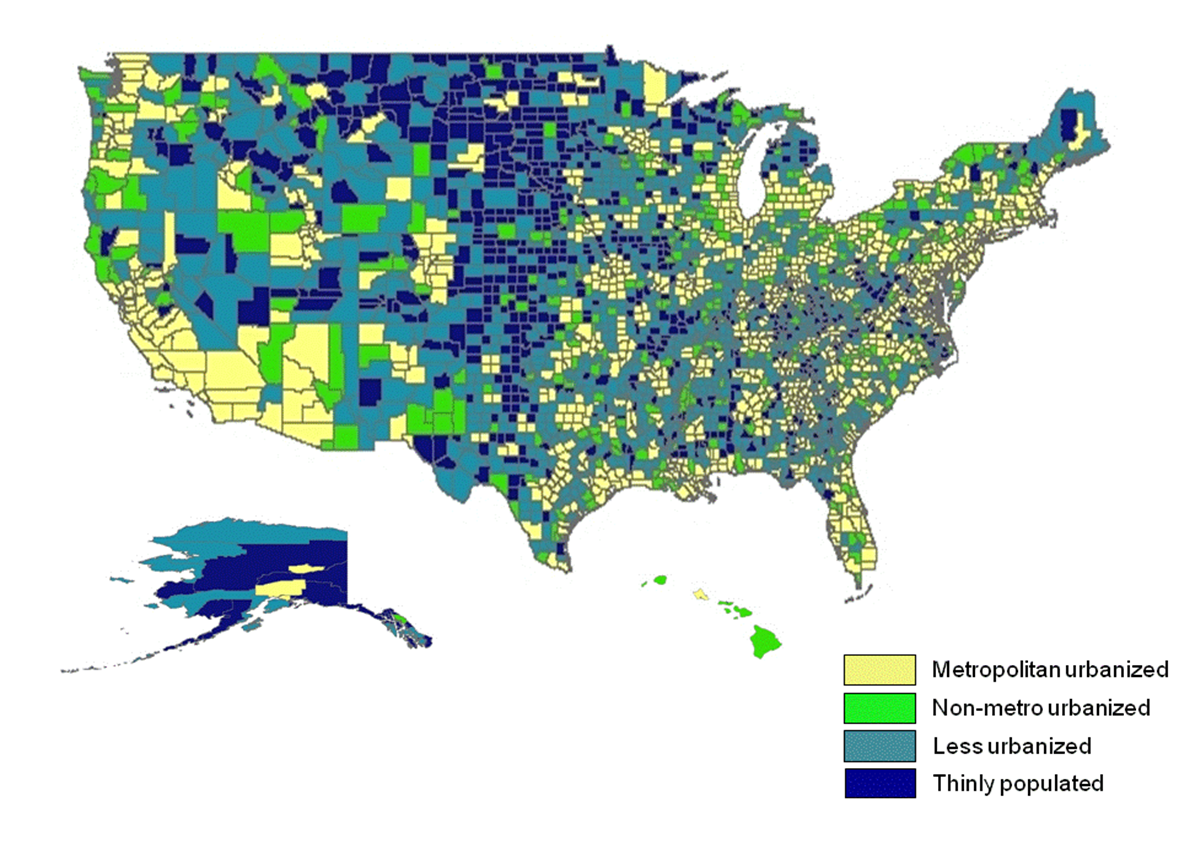 Metropolitan urbanized
Non-metro urbanized
Less urbanized
Thinly populated